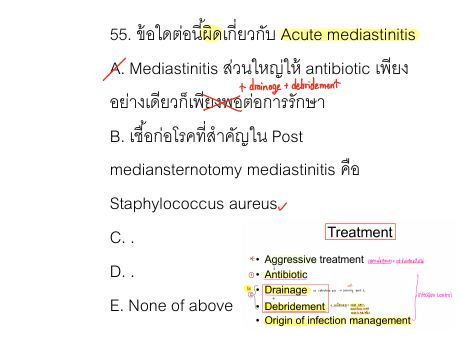 55. ข้อใดต่อนี้ผิดเกี่ยวกับ Acute mediastinitis
A. Mediastinitis ส่วนใหญ่ให้ antibiotic เพียง
+ drainage + debridement
อย่างเดียวก็เพียงพอต่อการรักษา
B. เชื้อก่อโรคที่สำคัญใน Post
mediansternotomy mediastinitis คือ
Staphylococcus aureus
C. .
D. .
E. None of above
Treatment
• Aggressive treatment
• Antibiotic
• Drainage
• Debridement
• Origin of infection management